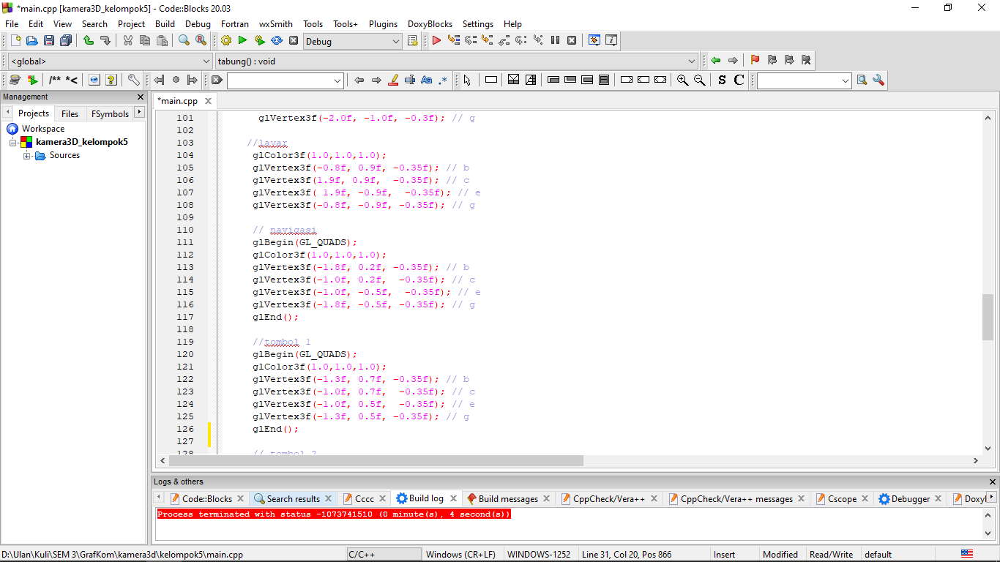 *main.cpp [kamera3D_kelompok5] - Code::Blocks 20.03
File Edit View Search Project Build Debug Fortran wxSmith Tools Tools+ Plugins DoxyBlocks Settings Help
Debug
<global> tabung() : void
/** *< Aa .* S C
Management
*main.cpp
Projects Files FSymbols
Workspace
kamera3D_kelompok5
Sources
101 glVertex3f(-2.0f, -1.0f, -0.3f); // g
102
103 //layar
104 glColor3f(1.0,1.0,1.0);
105 glVertex3f(-0.8f, 0.9f, -0.35f); // b
106 glVertex3f(1.9f, 0.9f,  -0.35f); // c
107 glVertex3f( 1.9f, -0.9f,  -0.35f); // e
108 glVertex3f(-0.8f, -0.9f, -0.35f); // g
109
110 // navigasi
111 glBegin(GL_QUADS);
112 glColor3f(1.0,1.0,1.0);
113 glVertex3f(-1.8f, 0.2f, -0.35f); // b
114 glVertex3f(-1.0f, 0.2f,  -0.35f); // c
115 glVertex3f(-1.0f, -0.5f,  -0.35f); // e
116 glVertex3f(-1.8f, -0.5f, -0.35f); // g
117 glEnd();
118
119 //tombol 1
120 glBegin(GL_QUADS);
121 glColor3f(1.0,1.0,1.0);
122 glVertex3f(-1.3f, 0.7f, -0.35f); // b
123 glVertex3f(-1.0f, 0.7f,  -0.35f); // c
124 glVertex3f(-1.0f, 0.5f,  -0.35f); // e
125 glVertex3f(-1.3f, 0.5f, -0.35f); // g
126 glEnd();
127
128 // tombol 2
Logs & others
Code::Blocks Search results Cccc Build log Build messages CppCheck/Vera++ CppCheck/Vera++ messages Cscope Debugger Doxyl
Process terminated with status -1073741510 (0 minute(s), 4 second(s))
D:\Ulan\Kuli\SEM 3\GrafKom\kamera3d\kelompok5\main.cpp C/C++ Windows (CR+LF) WINDOWS-1252 Line 31, Col 20, Pos 866 Insert Modified Read/Write default